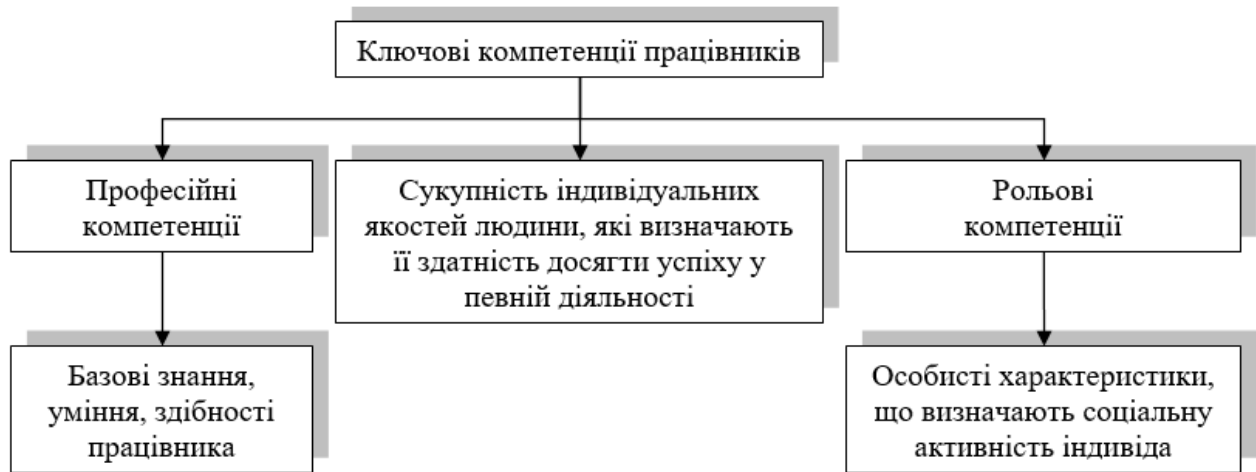 Ключові компетенції працівників
Професійні
компетенції
Сукупність індивідуальних
якостей людини, які визначають
її здатність досягти успіху у
певній діяльності
Рольові
компетенції
Базові знання,
уміння, здібності
працівника
Особисті характеристики,
що визначають соціальну
активність індивіда